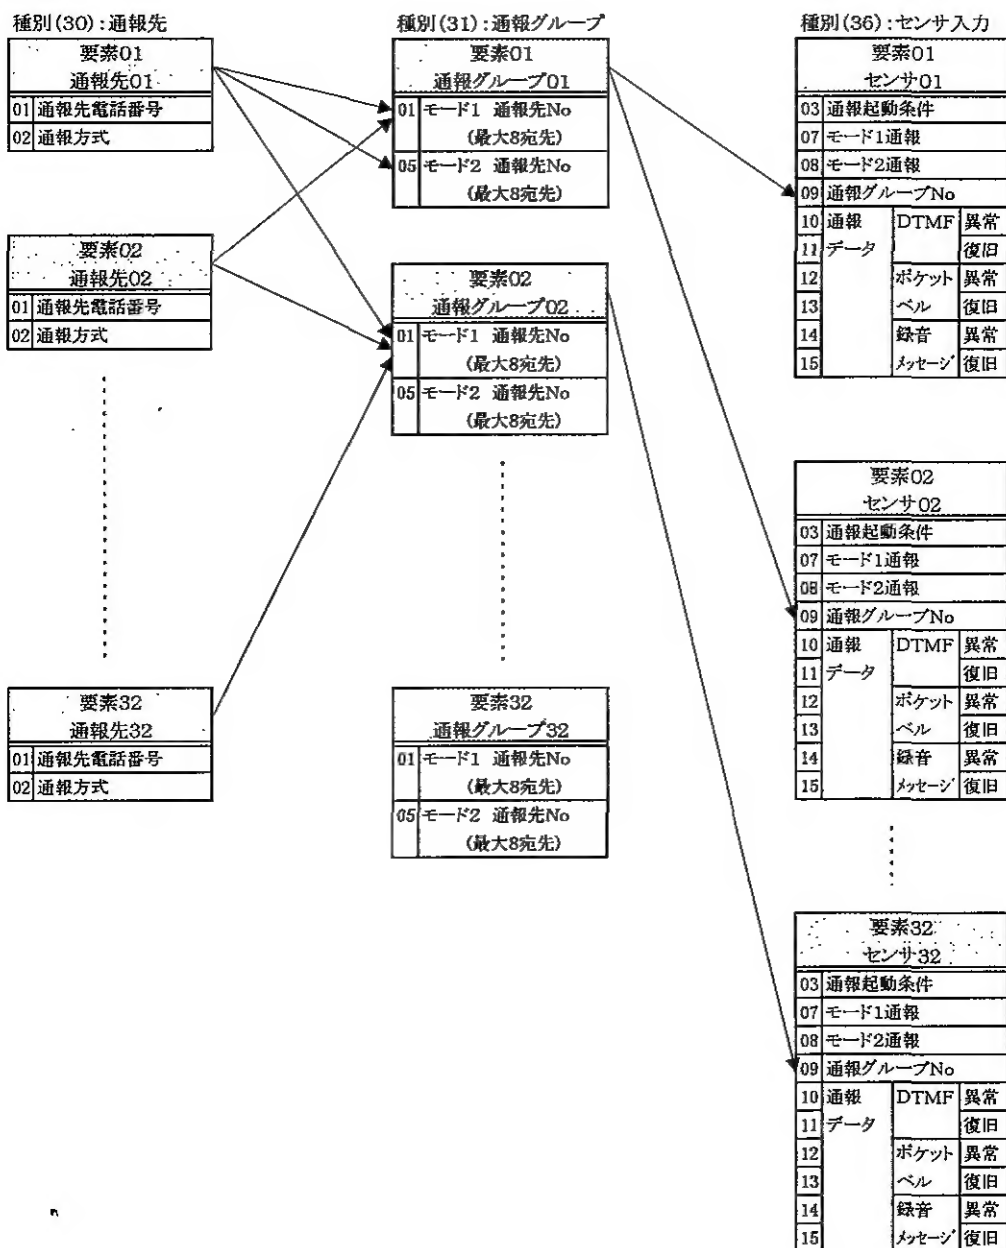 種別(30):通報先
要素01
通報先01
01 通報先電話番号
02 通報方式
要素02
通報先02
01 通報先電話番号
02 通報方式
要素32
通報先32
01 通報先電話番号
02 通報方式
種別(31):通報グループ
要素01
通報グループ01
01 モード1 通報先No
(最大8宛先)
05 モード2 通報先No
(最大8宛先)
要素02
通報グループ02
01 モード1 通報先No
(最大8宛先)
05 モード2 通報先No
(最大8宛先)
要素32
通報グループ32
01 モード1 通報先No
(最大8宛先)
05 モード2 通報先No
(最大8宛先)
種別(36):センサ入力
要素01
センサ01
03 通報起動条件
07 モード1通報
08 モード2通報
09 通報グループNo
10 通報 DTMF 異常
11 データ 復旧
12 ポケット 異常
13 ベル 復旧
14 録音 異常
15 メッセージ 復旧
要素02
センサ02
03 通報起動条件
07 モード1通報
08 モード2通報
09 通報グループNo
10 通報 DTMF 異常
11 データ 復旧
12 ポケット 異常
13 ベル 復旧
14 録音 異常
15 メッセージ 復旧
要素32
センサ32
03 通報起動条件
07 モード1通報
08 モード2通報
09 通報グループNo
10 通報 DTMF 異常
11 データ 復旧
12 ポケット 異常
13 ベル 復旧
14 録音 異常
15 メッセージ 復旧